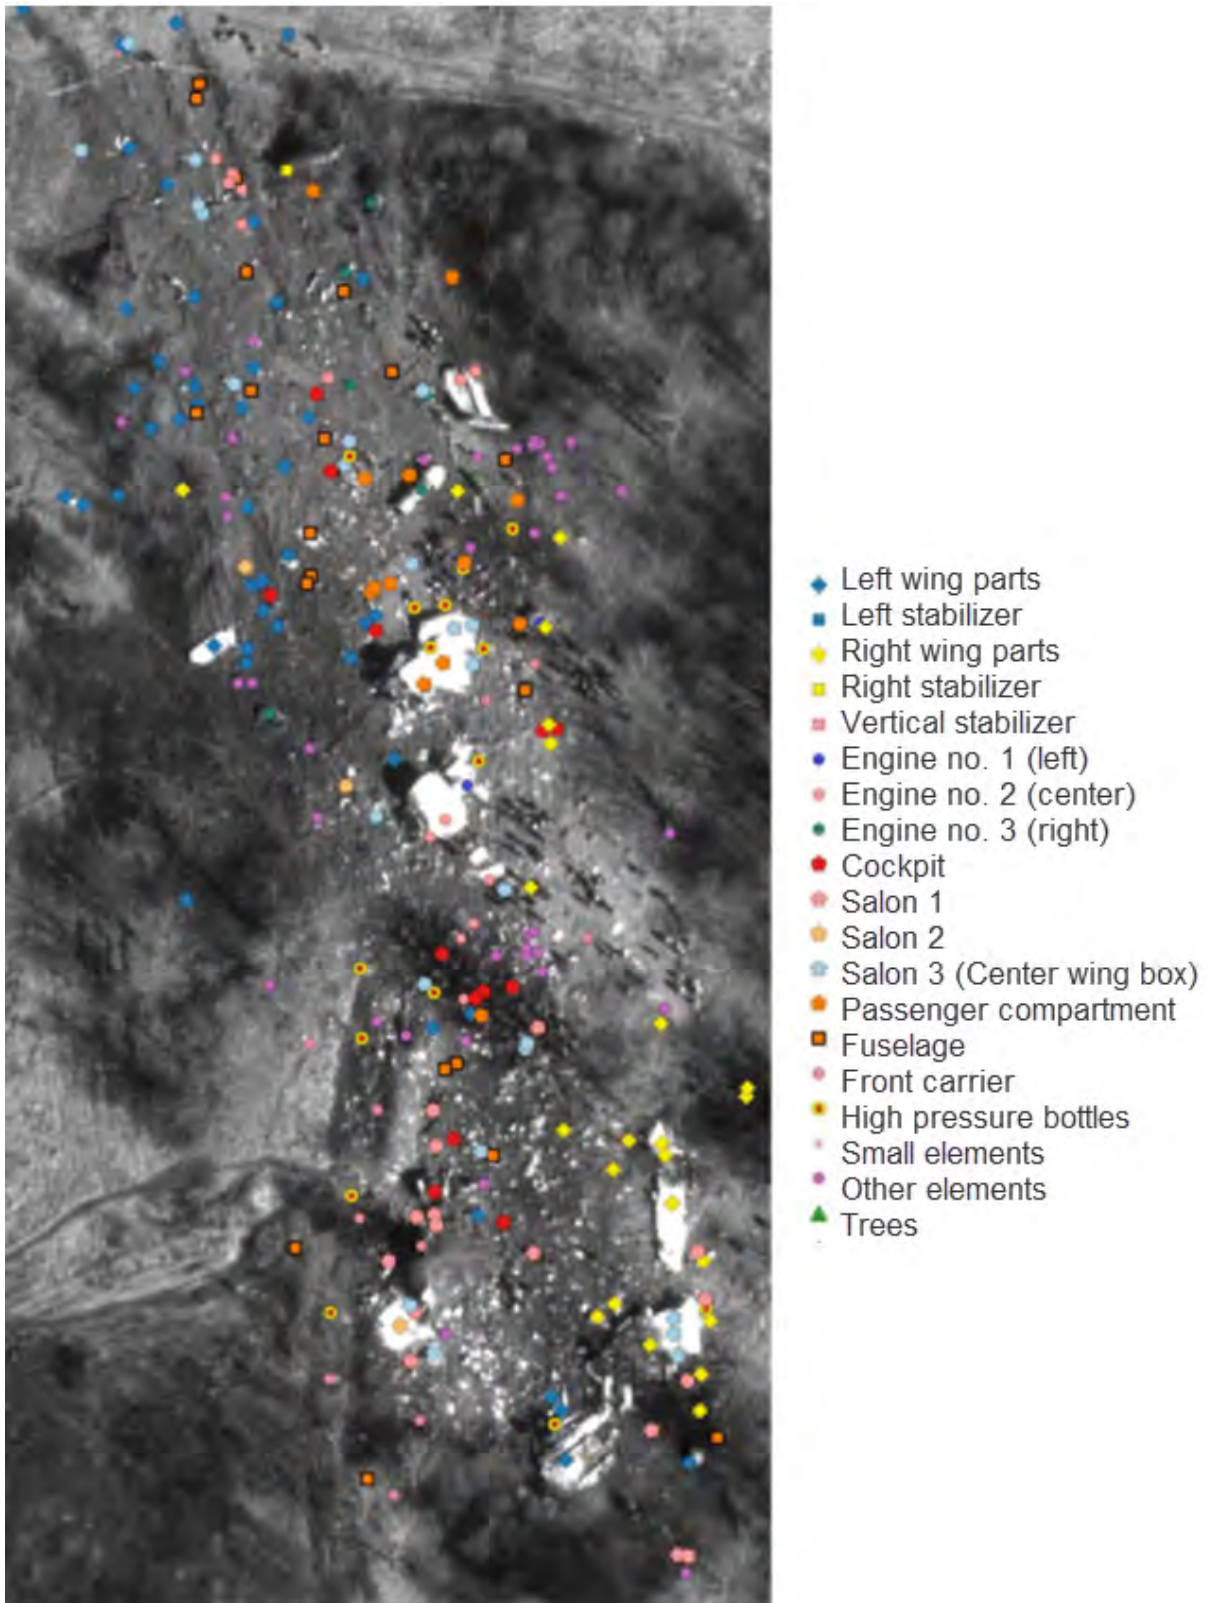 Left wing parts
Left stabilizer
Right wing parts
Right stabilizer
Vertical stabilizer
Engine no. 1 (left)
Engine no. 2 (center)
Engine no. 3 (right)
Cockpit
Salon 1
Salon 2
Salon 3 (Center wing box)
Passenger compartment
Fuselage
Front carrier
High pressure bottles
Small elements
Other elements
Trees